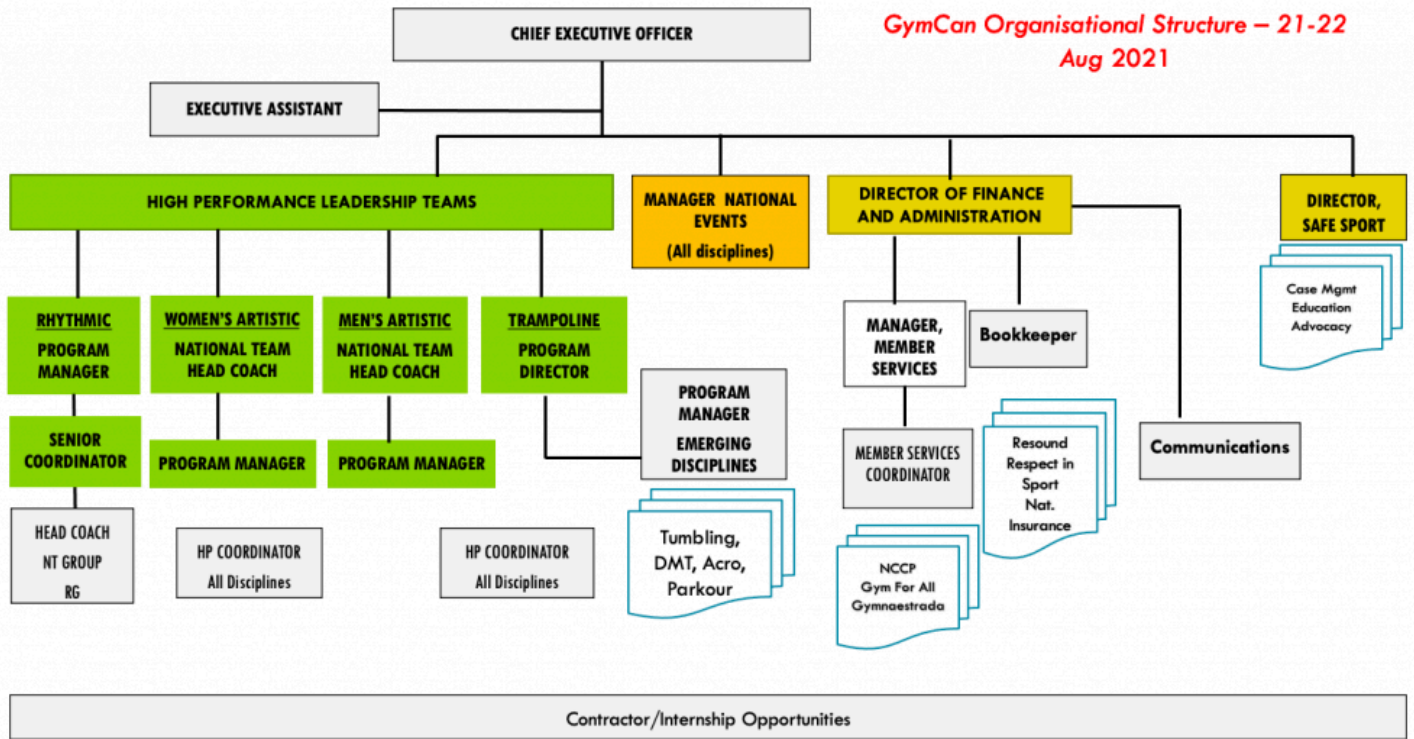 GymCan Organisational Structure – 21-22
Aug 2021
CHIEF EXECUTIVE OFFICER
EXECUTIVE ASSISTANT
HIGH PERFORMANCE LEADERSHIP TEAMS
MANAGER NATIONAL
EVENTS
(All disciplines)
DIRECTOR OF FINANCE
AND ADMINISTRATION
DIRECTOR,
SAFE SPORT
Case Mgmt
Education
Advocacy
RHYTHMIC
PROGRAM
MANAGER
WOMEN'S ARTISTIC
NATIONAL TEAM
HEAD COACH
MEN'S ARTISTIC
NATIONAL TEAM
HEAD COACH
TRAMPOLINE
PROGRAM
DIRECTOR
MANAGER,
MEMBER
SERVICES
Bookkeeper
PROGRAM
MANAGER
EMERGING
DISCIPLINES
SENIOR
COORDINATOR
PROGRAM MANAGER
PROGRAM MANAGER
MEMBER SERVICES
COORDINATOR
Resound
Respect in
Sport
Nat.
Insurance
Communications
HEAD COACH
NT GROUP
RG
HP COORDINATOR
All Disciplines
HP COORDINATOR
All Disciplines
Tumbling,
DMT, Acro,
Parkour
NCCP
Gym For All
Gymnaestrada
Contractor/Internship Opportunities